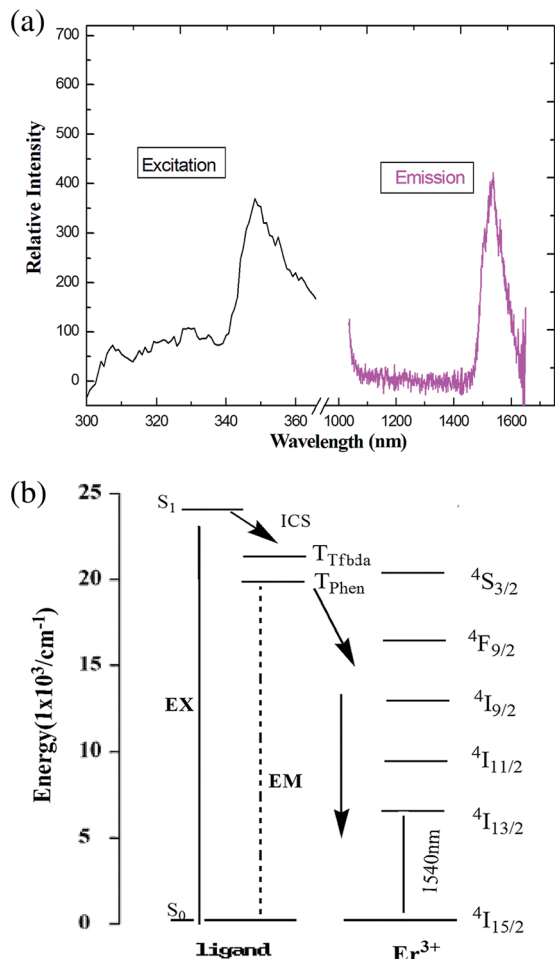 (a)
700
600
500
400
300
200
100
0
Relative Intensity
Excitation
Emission
300 320 340 360 1000 1200 1400 1600
Wavelength (nm)
(b)
25
20
15
10
5
0
Energy(1x10³/cm⁻¹)
S₁
ICS
T_Tfbda
T_Phen
EX
EM
S₀
ligand
⁴S₃/₂
⁴F₉/₂
⁴I₉/₂
⁴I₁₁/₂
⁴I₁₃/₂
1540nm
⁴I₁₅/₂
Er³⁺